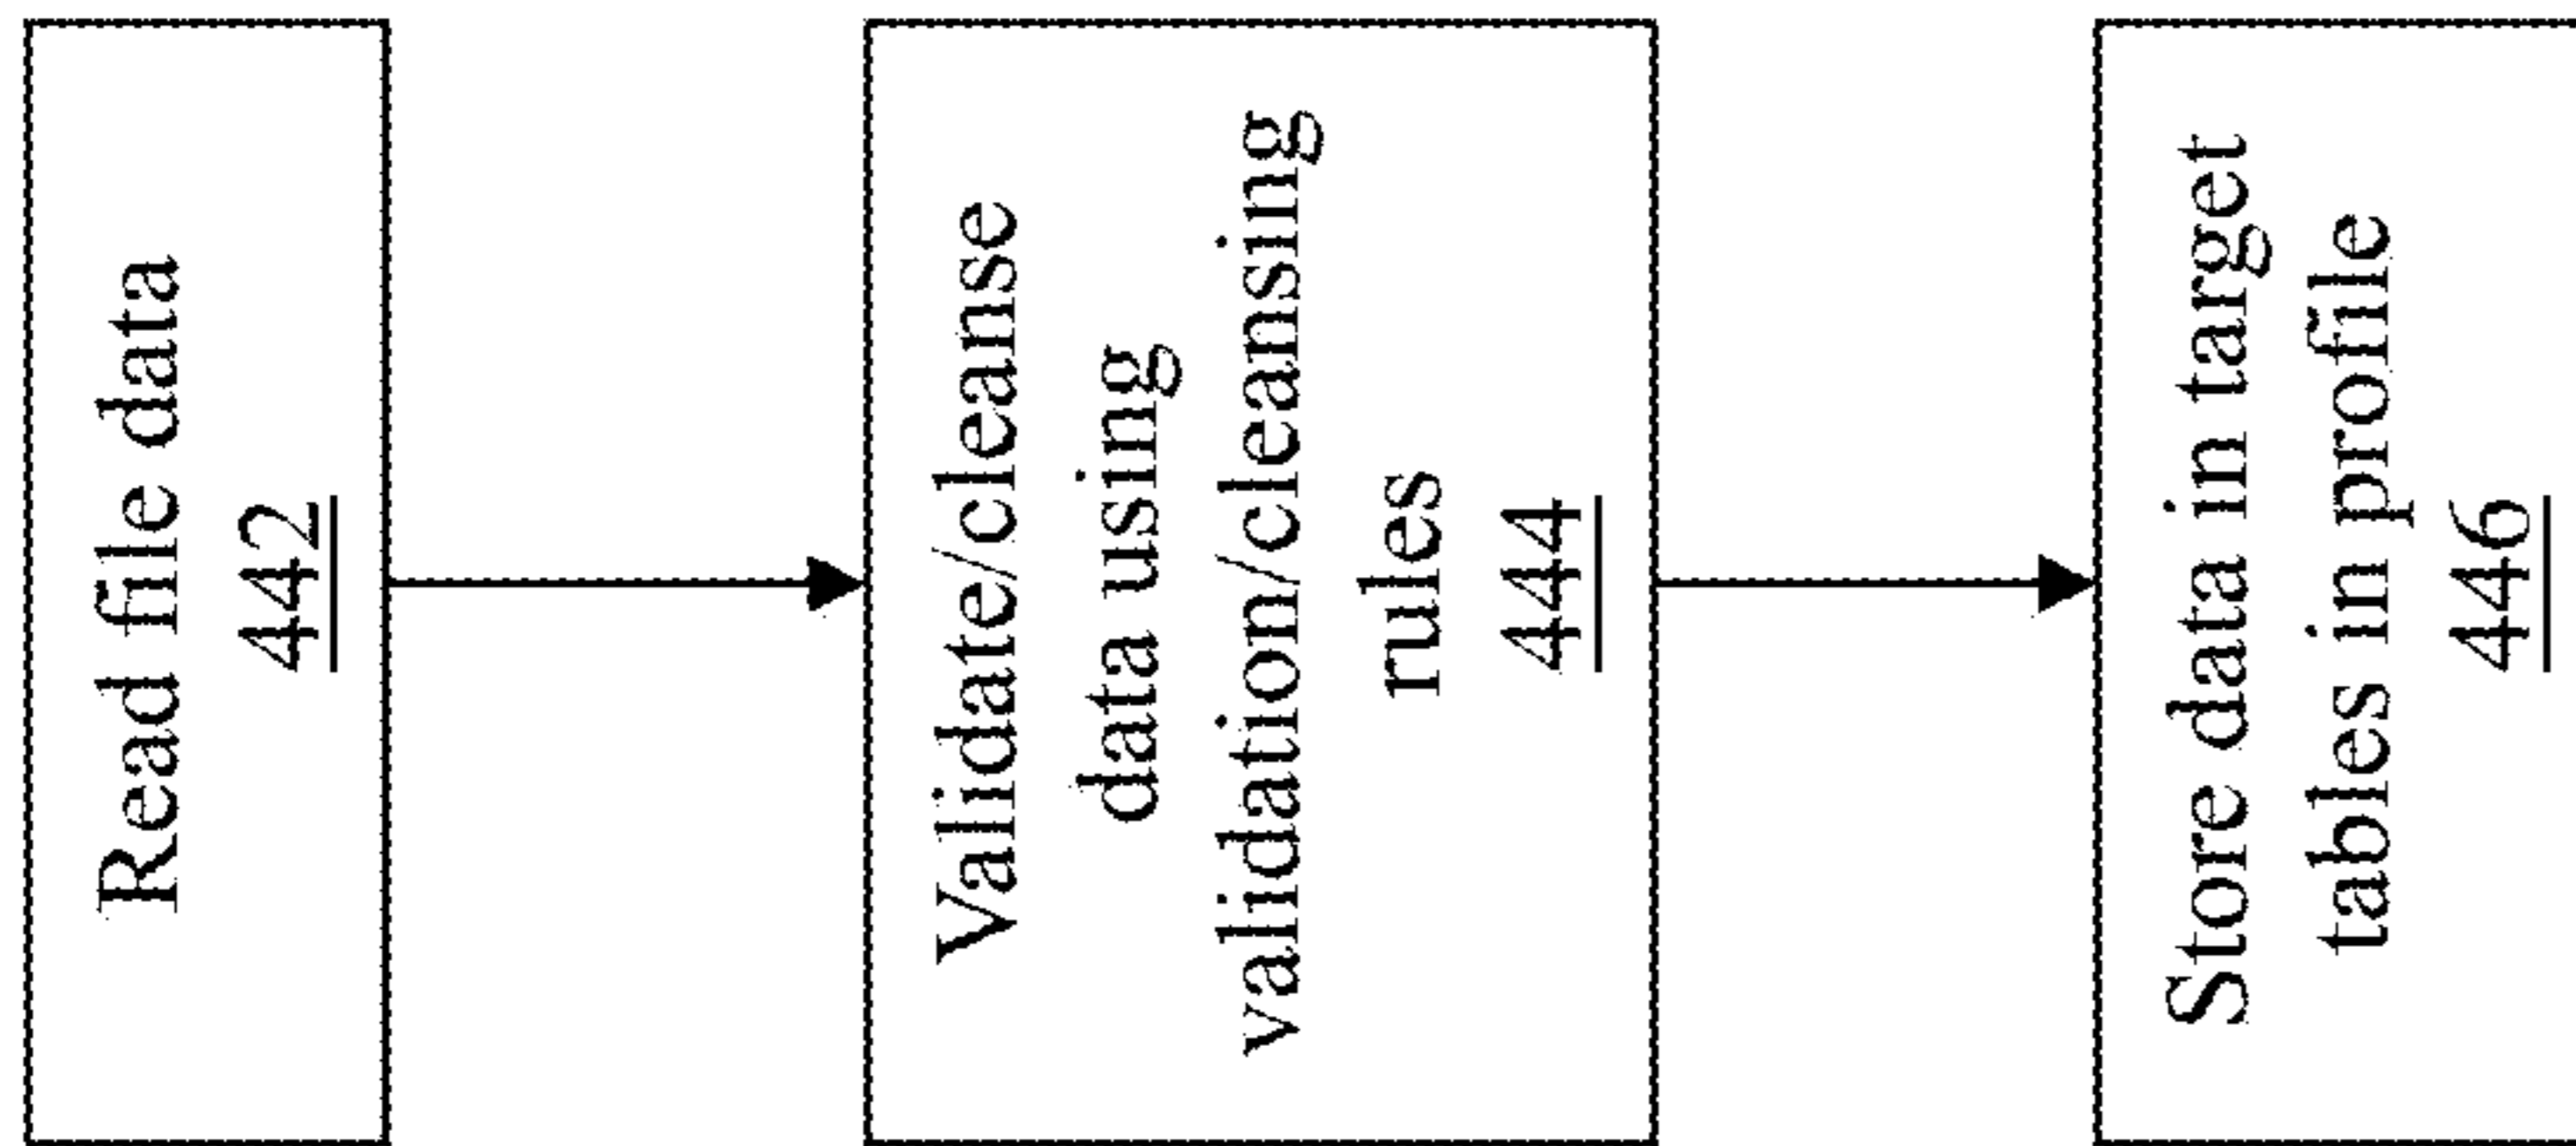 Read file data
442
Validate/cleanse
data using
validation/cleansing
rules
444
Store data in target
tables in profile
446